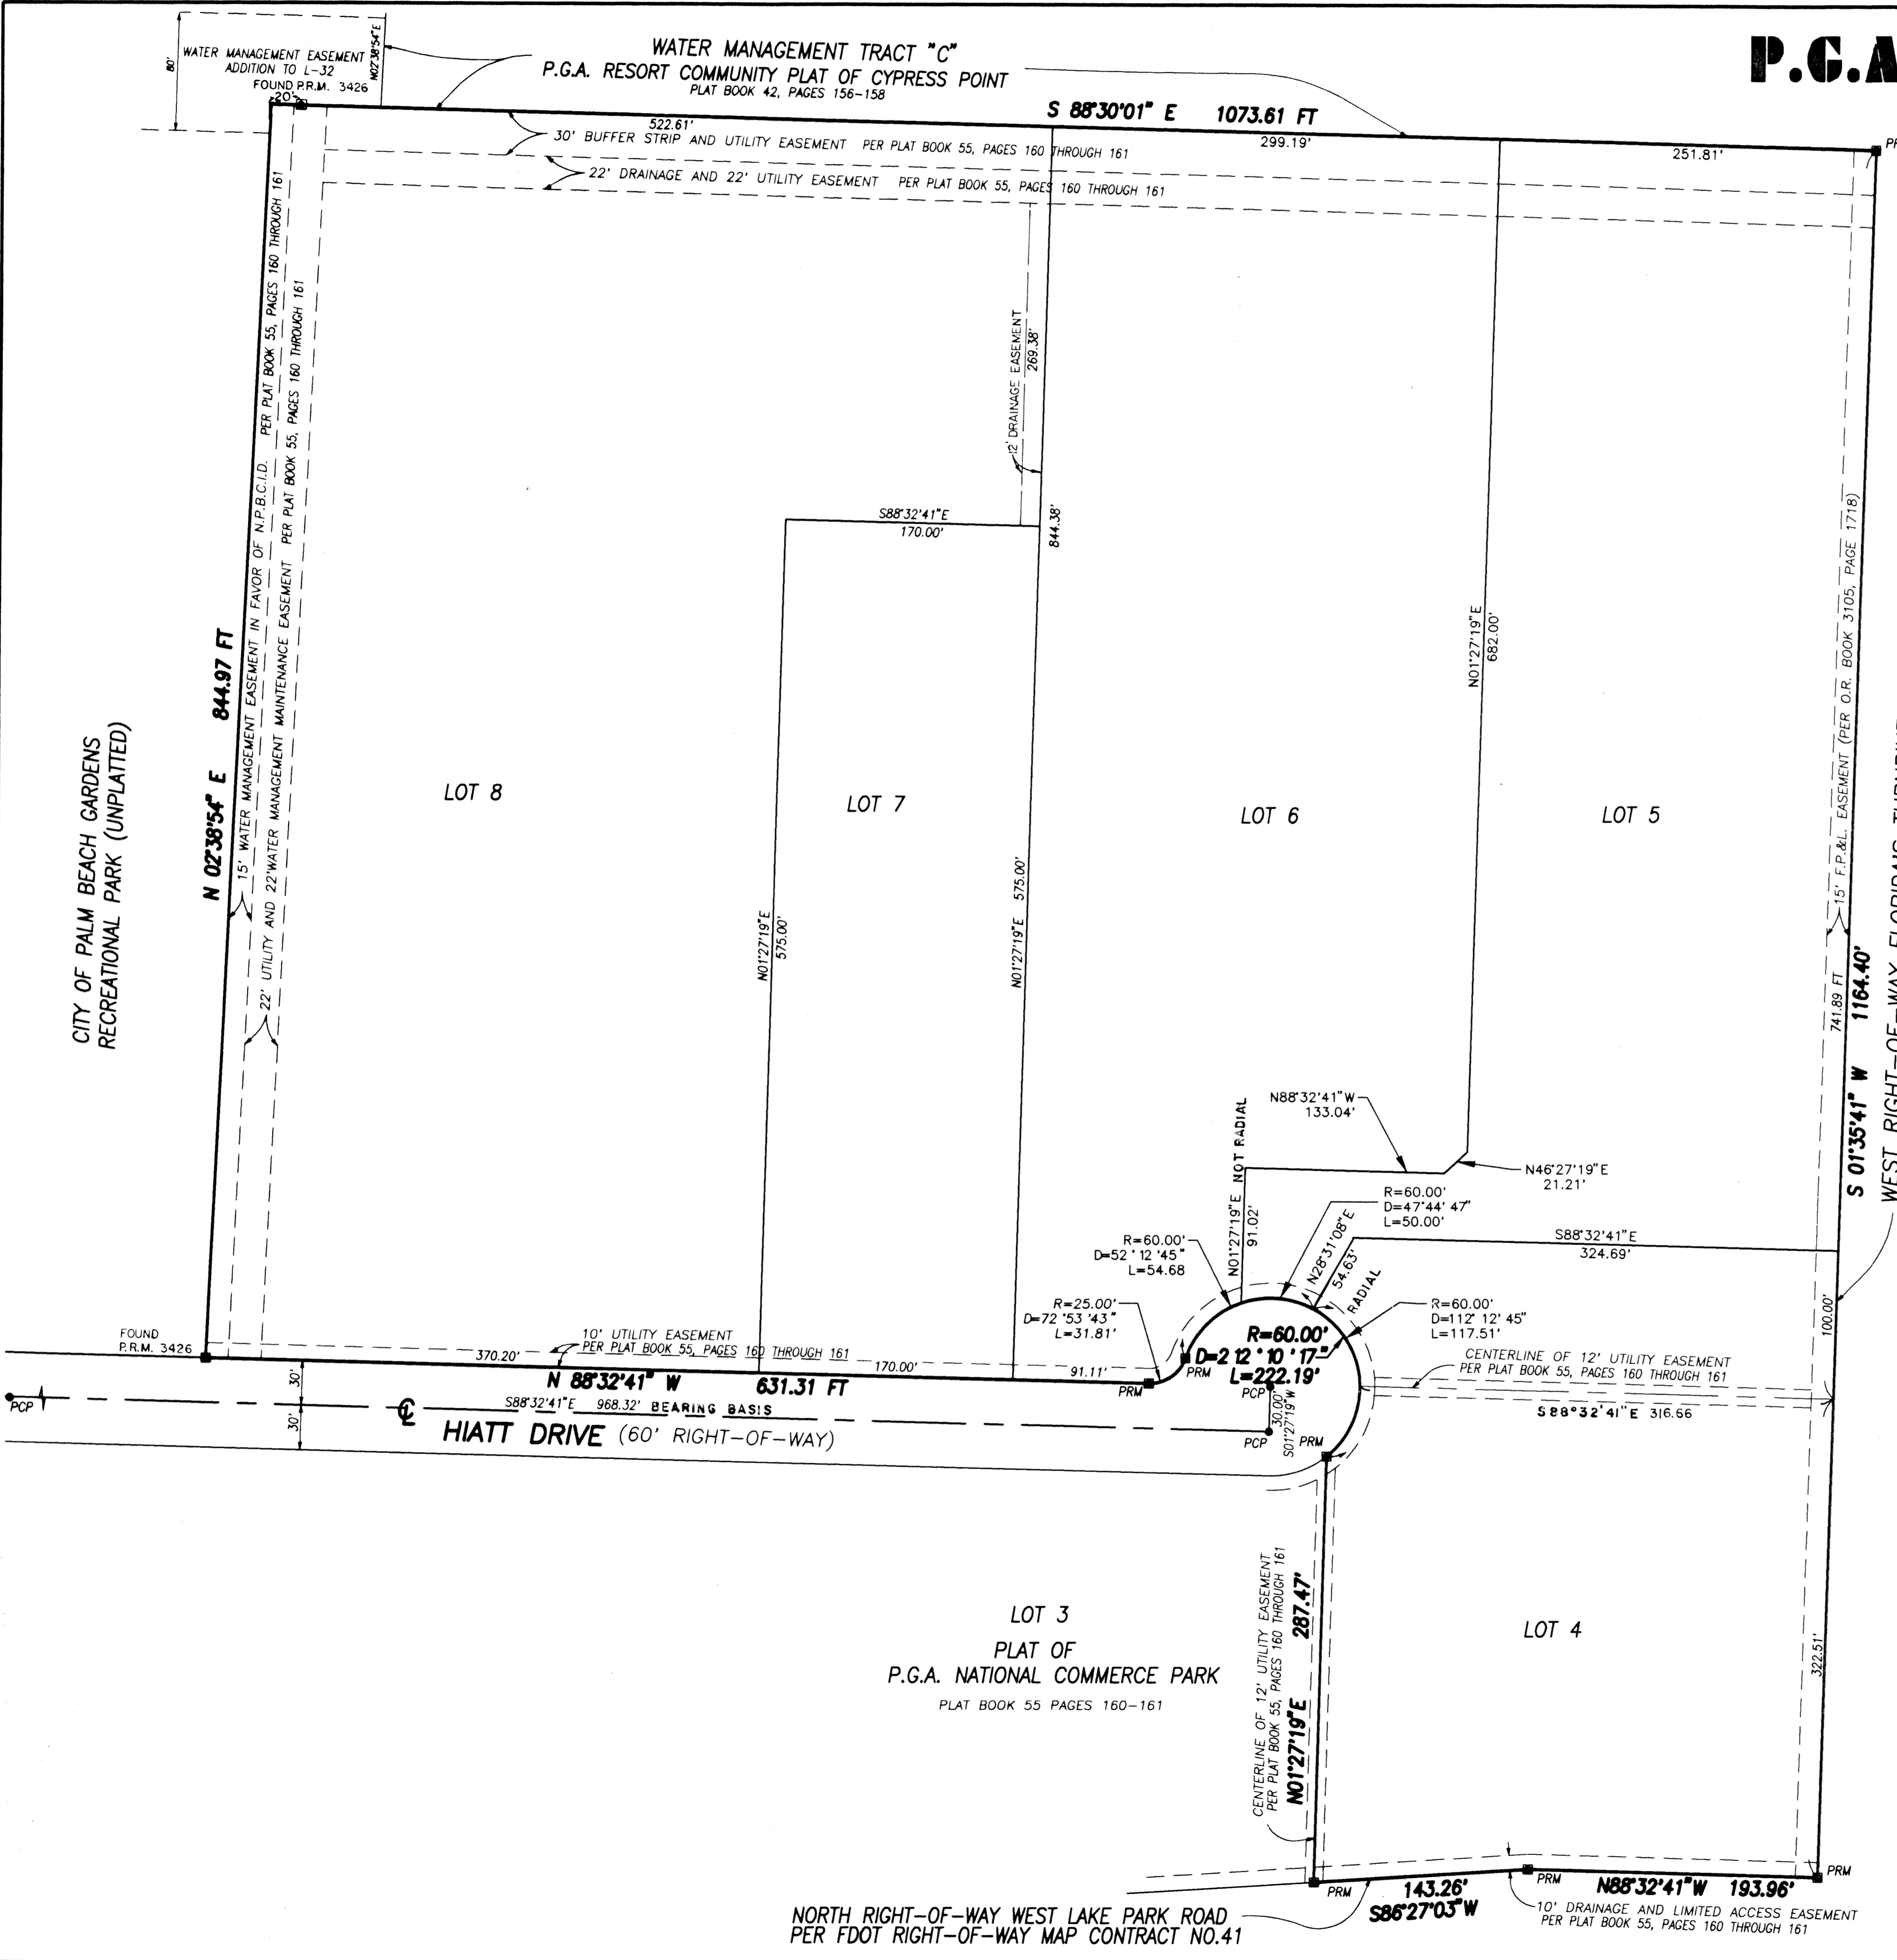 P.G.A
80'
WATER MANAGEMENT EASEMENT
ADDITION TO L-32
FOUND P.R.M. 3426
20'
N02°38'54"E
WATER MANAGEMENT TRACT "C"
P.G.A. RESORT COMMUNITY PLAT OF CYPRESS POINT
PLAT BOOK 42, PAGES 156-158
S 88°30'01" E 1073.61 FT
522.61'
299.19'
251.81'
30' BUFFER STRIP AND UTILITY EASEMENT PER PLAT BOOK 55, PAGES 160 THROUGH 161
22' DRAINAGE AND 22' UTILITY EASEMENT PER PLAT BOOK 55, PAGES 160 THROUGH 161
15' WATER MANAGEMENT EASEMENT IN FAVOR OF N.P.B.C.I.D. PER PLAT BOOK 55, PAGES 160 THROUGH 161
22' UTILITY AND 22'WATER MANAGEMENT MAINTENANCE EASEMENT PER PLAT BOOK 55, PAGES 160 THROUGH 161
N 02°38'54" E 844.97 FT
CITY OF PALM BEACH GARDENS
RECREATIONAL PARK (UNPLATTED)
12' DRAINAGE EASEMENT
269.38'
844.38'
S88°32'41"E
170.00'
N01°27'19"E
575.00'
N01°27'19"E 575.00'
N01°27'19"E
682.00'
LOT 8
LOT 7
LOT 6
LOT 5
15' F.P.&L. EASEMENT (PER O.R. BOOK 3105, PAGE 1718)
741.89 FT
S 01°35'41" W 1164.40'
N88°32'41"W
133.04'
N46°27'19"E
21.21'
N01°27'19"E NOT RADIAL
91.02'
R=60.00'
D=47°44' 47"
L=50.00'
R=60.00'
D=52°12'45"
L=54.68
N28°31'08"E
54.63'
RADIAL
S88°32'41"E
324.69'
100.00'
R=25.00'
D=72°53'43"
L=31.81'
R=60.00'
D=112°12'45"
L=117.51'
R=60.00'
D=212°10'17"
L=222.19'
FOUND
P.R.M. 3426
10' UTILITY EASEMENT
PER PLAT BOOK 55, PAGES 160 THROUGH 161
370.20'
170.00'
91.11'
PRM
PRM
PCP
N 88°32'41" W 631.31 FT
S88°32'41"E 968.32' BEARING BASIS
HIATT DRIVE (60' RIGHT-OF-WAY)
30'
30'
PCP
30.00'
S01°27'19"W
PCP
PRM
CENTERLINE OF 12' UTILITY EASEMENT
PER PLAT BOOK 55, PAGES 160 THROUGH 161
S88°32'41"E 316.66
LOT 3
PLAT OF
P.G.A. NATIONAL COMMERCE PARK
PLAT BOOK 55 PAGES 160-161
CENTERLINE OF 12' UTILITY EASEMENT
PER PLAT BOOK 55, PAGES 160 THROUGH 161
N01°27'19"E 287.47'
LOT 4
322.51'
PRM
PRM
PRM
143.26'
S86°27'03"W
N88°32'41"W 193.96'
10' DRAINAGE AND LIMITED ACCESS EASEMENT
PER PLAT BOOK 55, PAGES 160 THROUGH 161
NORTH RIGHT-OF-WAY WEST LAKE PARK ROAD
PER FDOT RIGHT-OF-WAY MAP CONTRACT NO.41
WEST RIGHT-OF-WAY